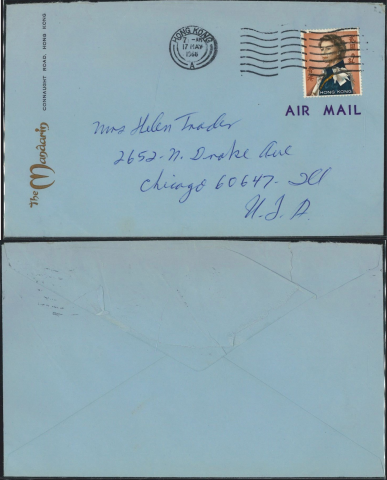 The Mandarin
CONNAUGHT ROAD, HONG KONG
HONG KONG
17 MAY
1966
A
HONG KONG
AIR MAIL
Mrs Helen Trader
2652-N. Drake Ave
Chicago 60647-Ill
U.S.A.